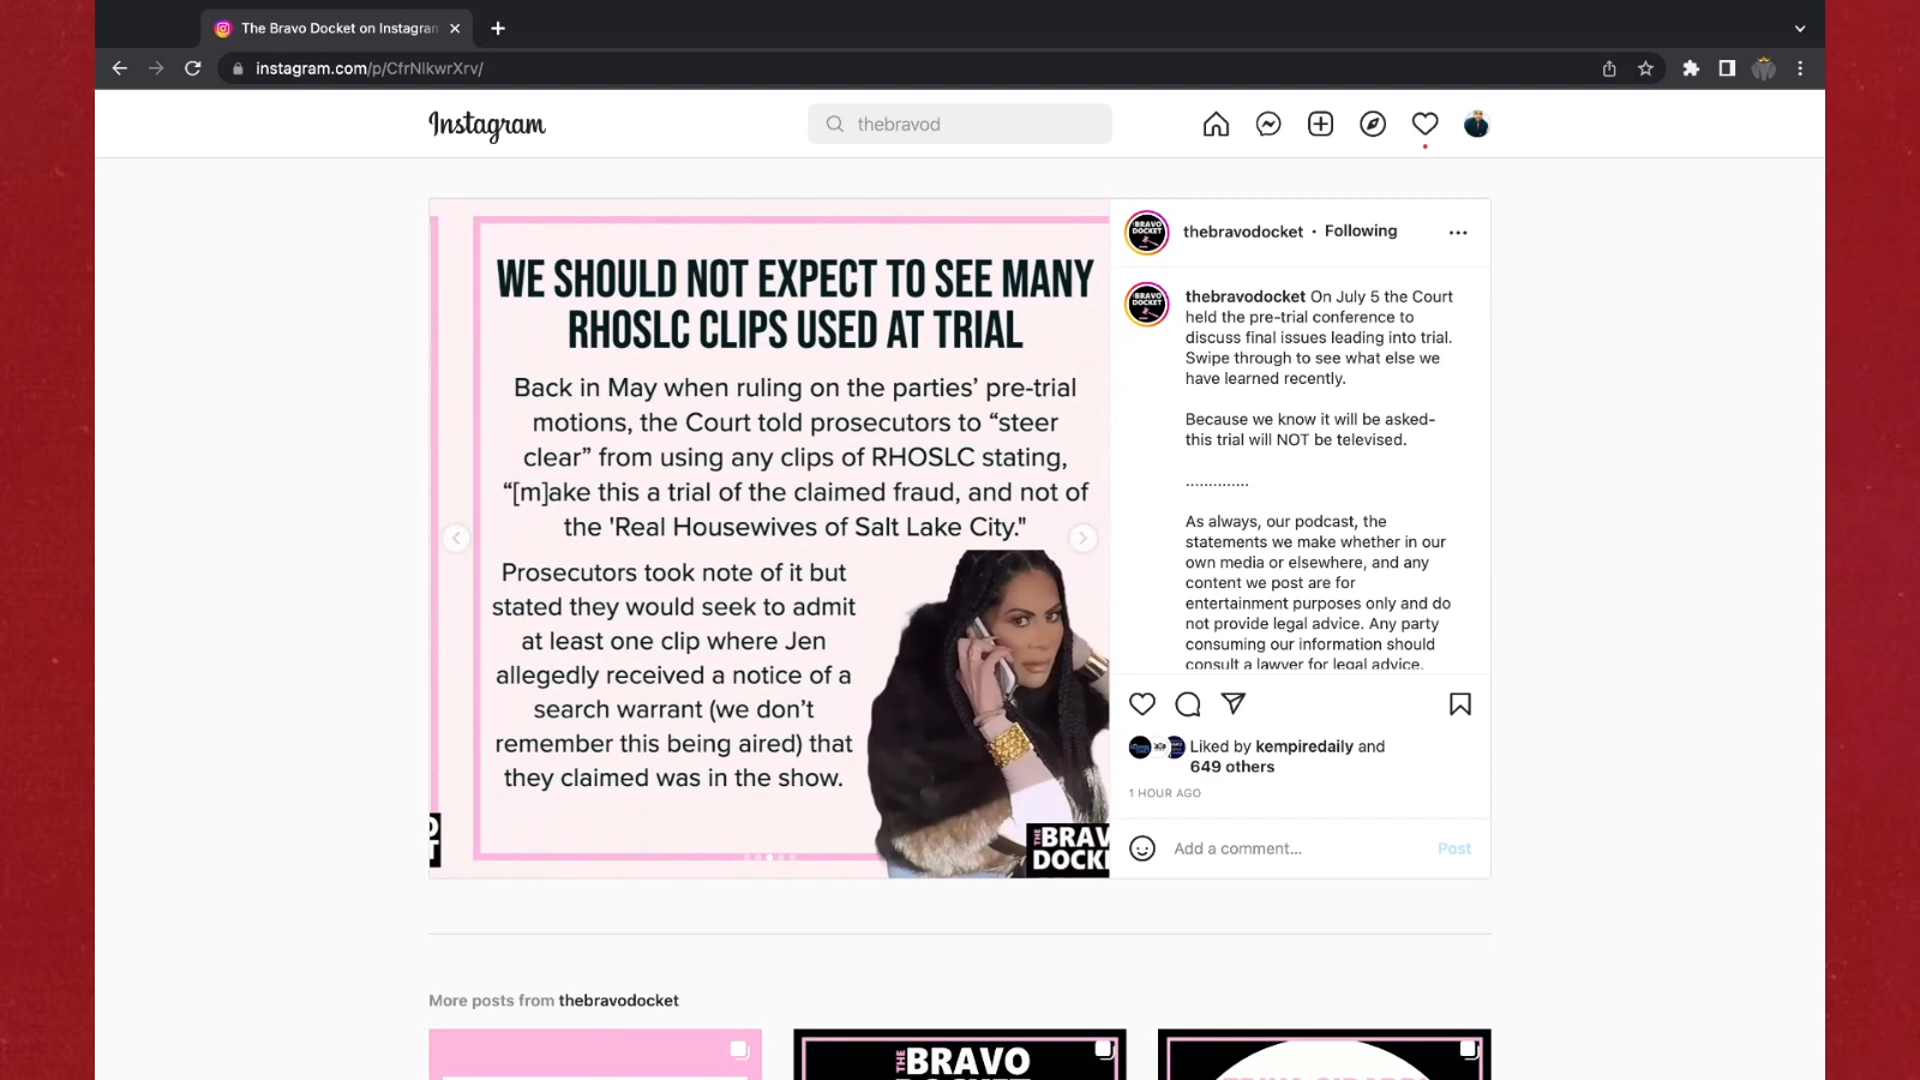 The Bravo Docket on Instagram
instagram.com/p/CfrNlkwrXrv/
Instagram
thebravod
WE SHOULD NOT EXPECT TO SEE MANY
RHOSLC CLIPS USED AT TRIAL
Back in May when ruling on the parties’ pre-trial
motions, the Court told prosecutors to “steer
clear” from using any clips of RHOSLC stating,
“[m]ake this a trial of the claimed fraud, and not of
the 'Real Housewives of Salt Lake City."
Prosecutors took note of it but
stated they would seek to admit
at least one clip where Jen
allegedly received a notice of a
search warrant (we don’t
remember this being aired) that
they claimed was in the show.
THE BRAV
DOCK
BRAVO
DOCKET
thebravodocket • Following
BRAVO
DOCKET
thebravodocket On July 5 the Court
held the pre-trial conference to
discuss final issues leading into trial.
Swipe through to see what else we
have learned recently.
Because we know it will be asked-
this trial will NOT be televised.
..............
As always, our podcast, the
statements we make whether in our
own media or elsewhere, and any
content we post are for
entertainment purposes only and do
not provide legal advice. Any party
consuming our information should
consult a lawyer for legal advice.
Liked by kempiredaily and
649 others
1 HOUR AGO
Add a comment...
Post
More posts from thebravodocket
THE BRAVO